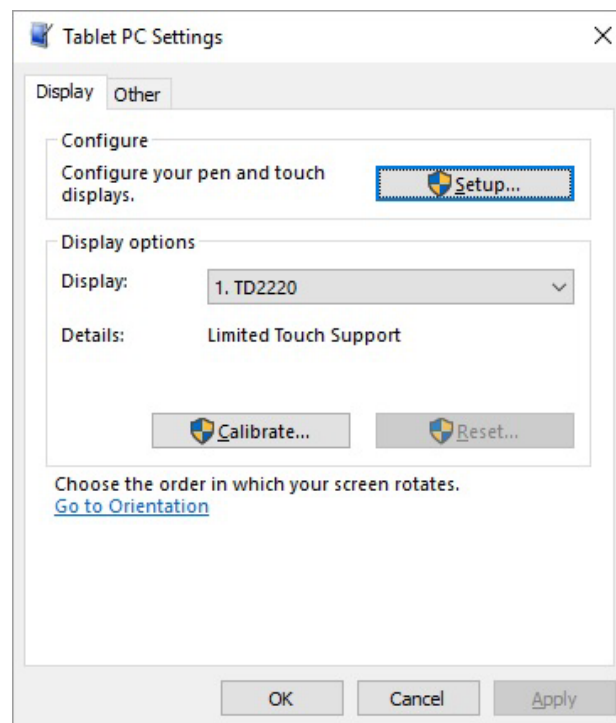 Tablet PC Settings
Display
Other
Configure
Configure your pen and touch
displays.
Setup...
Display options
Display:
1. TD2220
Details:
Limited Touch Support
Calibrate...
Reset...
Choose the order in which your screen rotates.
Go to Orientation
OK
Cancel
Apply